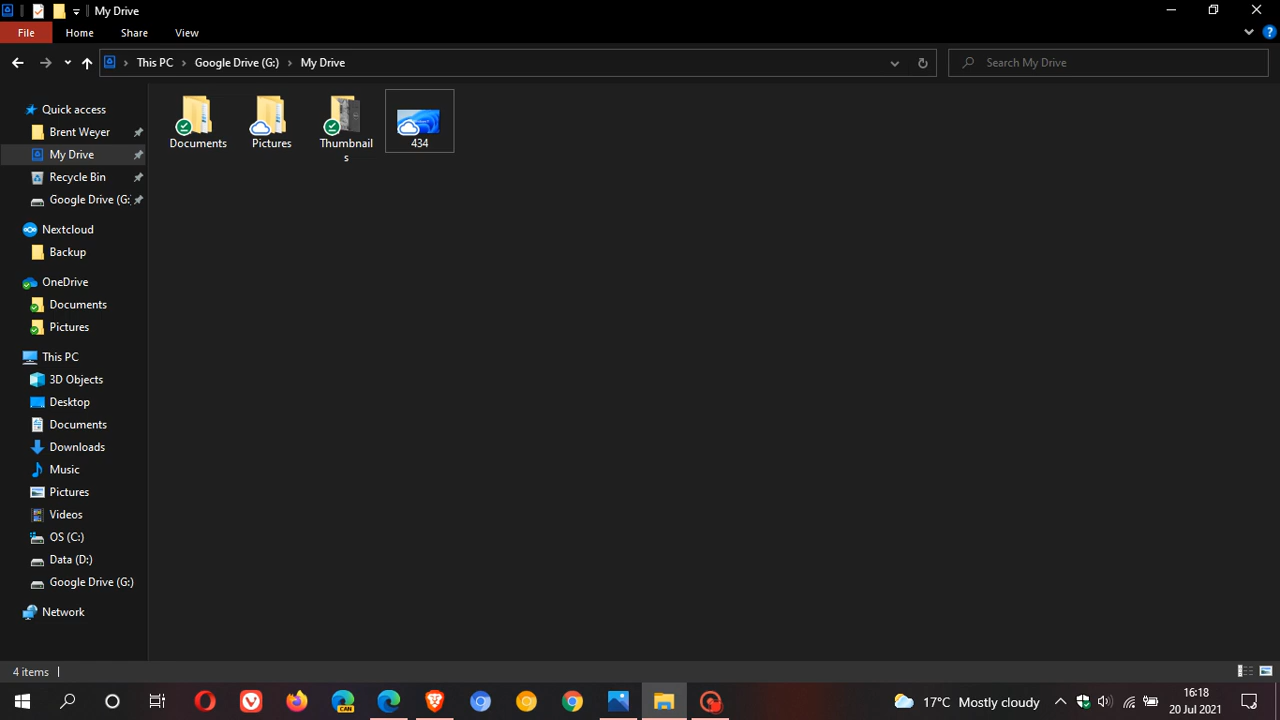 My Drive
File Home Share View
This PC Google Drive (G:) My Drive Search My Drive
Quick access
Brent Weyer
My Drive
Recycle Bin
Google Drive (G:
Nextcloud
Backup
OneDrive
Documents
Pictures
This PC
3D Objects
Desktop
Documents
Downloads
Music
Pictures
Videos
OS (C:)
Data (D:)
Google Drive (G:)
Network
Documents Pictures Thumbnail 434
s
4 items
CAN
17°C Mostly cloudy
16:18
20 Jul 2021